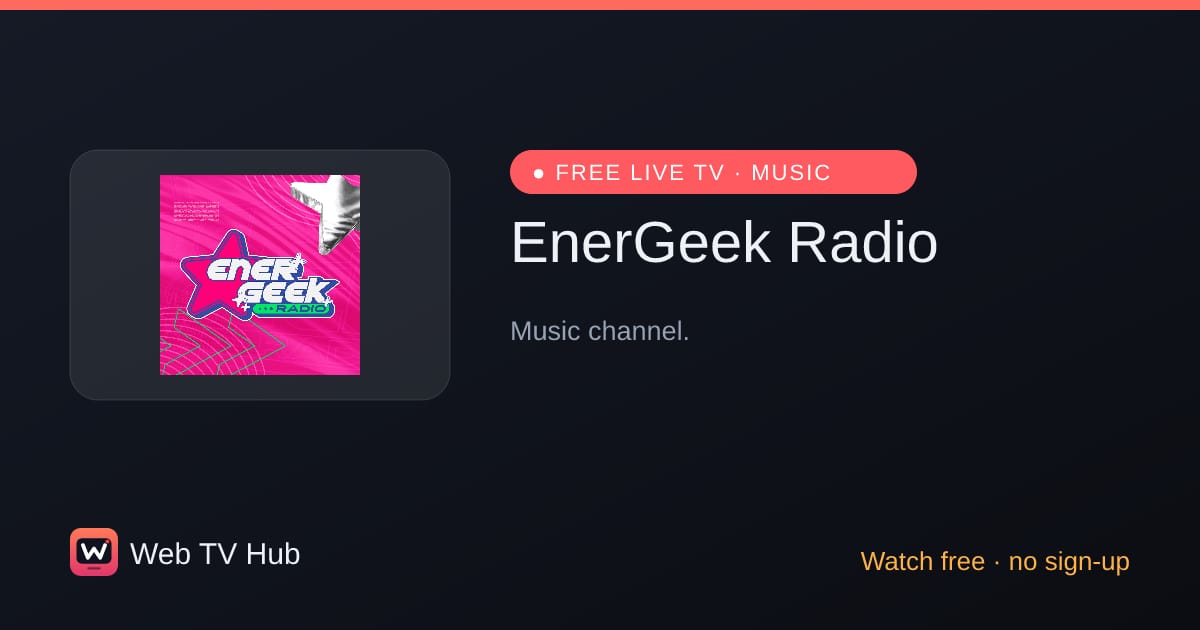 ENER
GEEK
RADIO
● FREE LIVE TV · MUSIC
EnerGeek Radio
Music channel.
W
Web TV Hub
Watch free · no sign-up